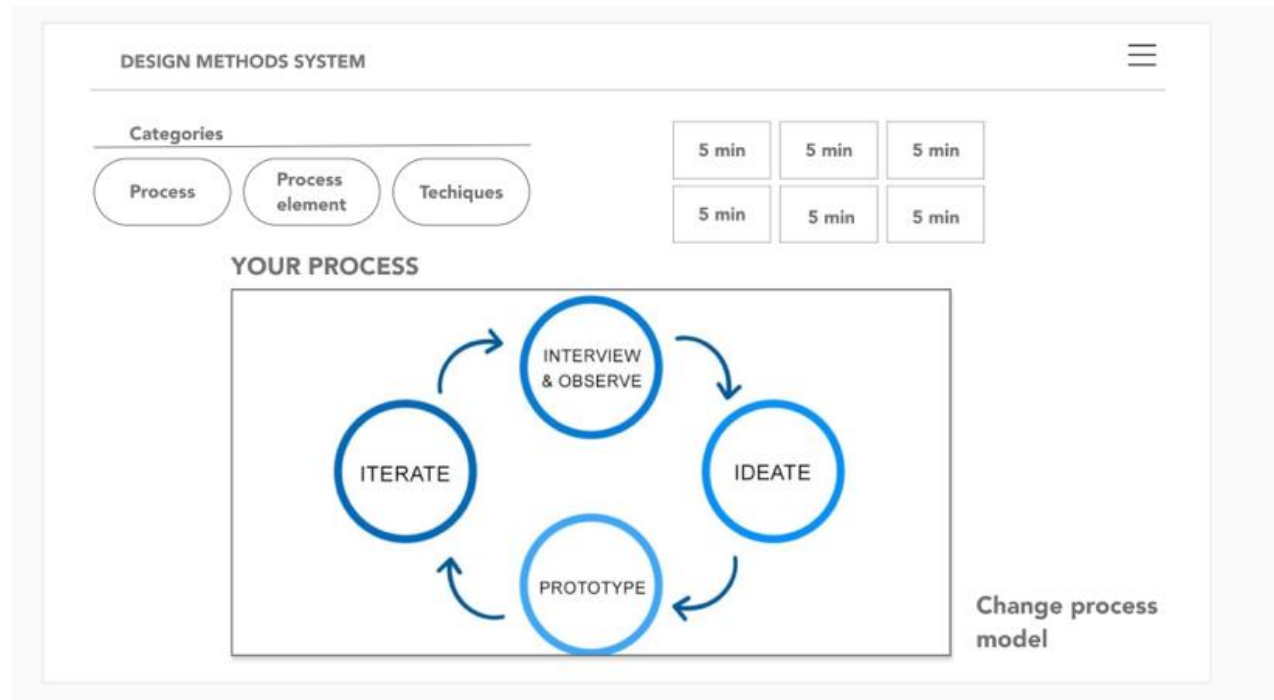 DESIGN METHODS SYSTEM
Categories
Process
Process
element
Techiques
5 min
5 min
5 min
5 min
5 min
5 min
YOUR PROCESS
INTERVIEW
& OBSERVE
ITERATE
IDEATE
PROTOTYPE
Change process
model